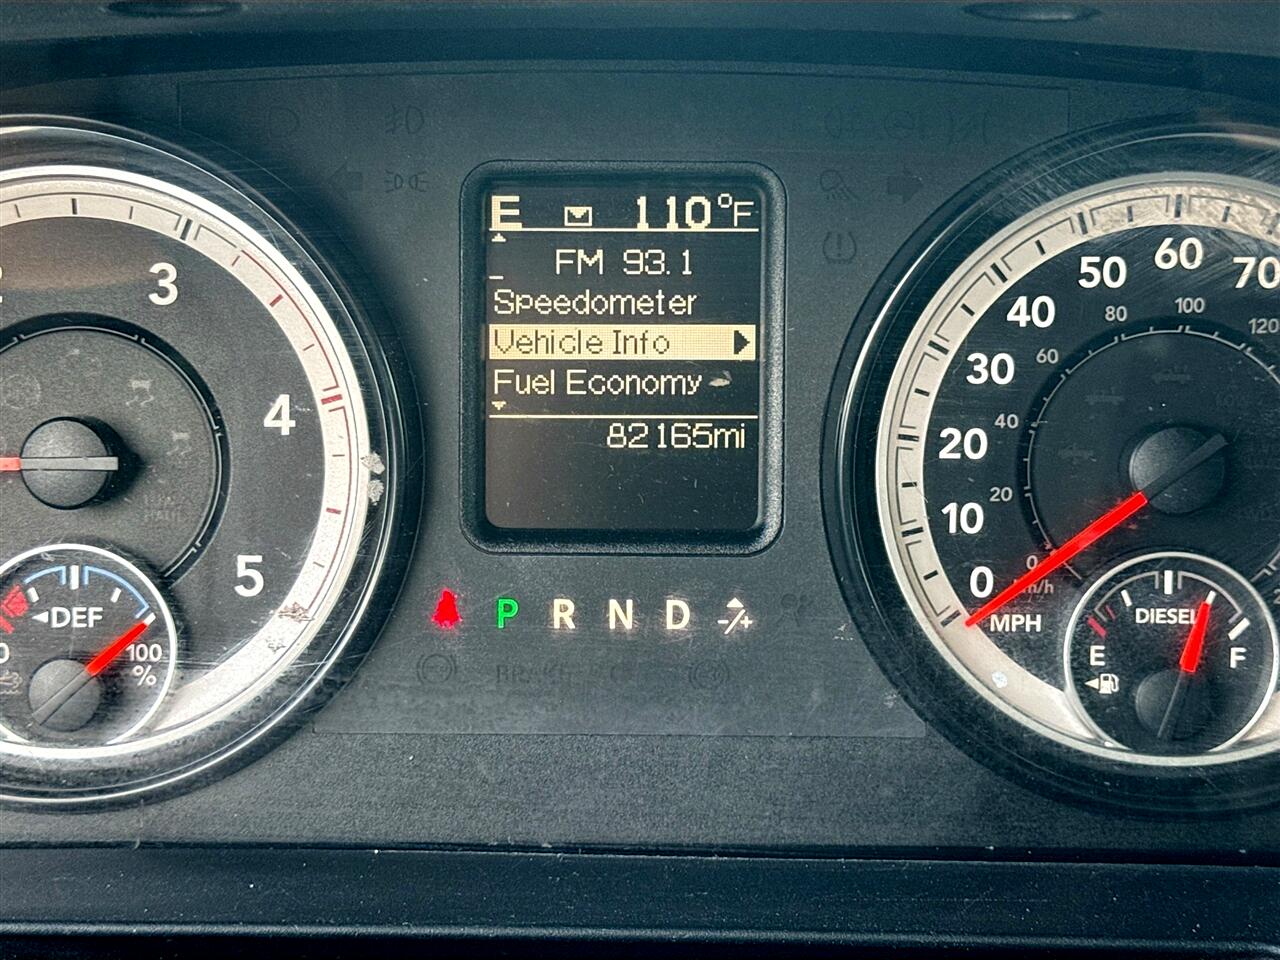 E 110°F
FM 93.1
Speedometer
Vehicle Info
Fuel Economy
82165mi
P R N D -/+
3
4
5
DEF
100
%
0
10
20
30
40
50
60
70
MPH
0
20
40
60
80
100
120
km/h
DIESEL
E F
BRAKE